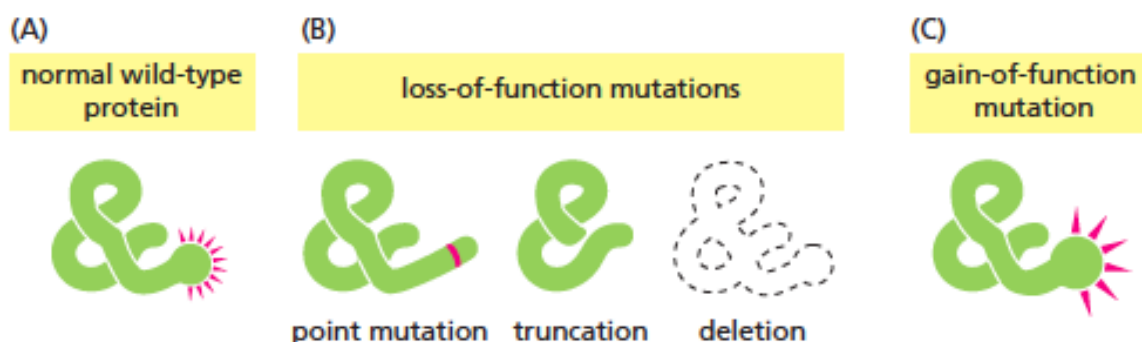 (A)
normal wild-type
protein
(B)
loss-of-function mutations
point mutation
truncation
deletion
(C)
gain-of-function
mutation